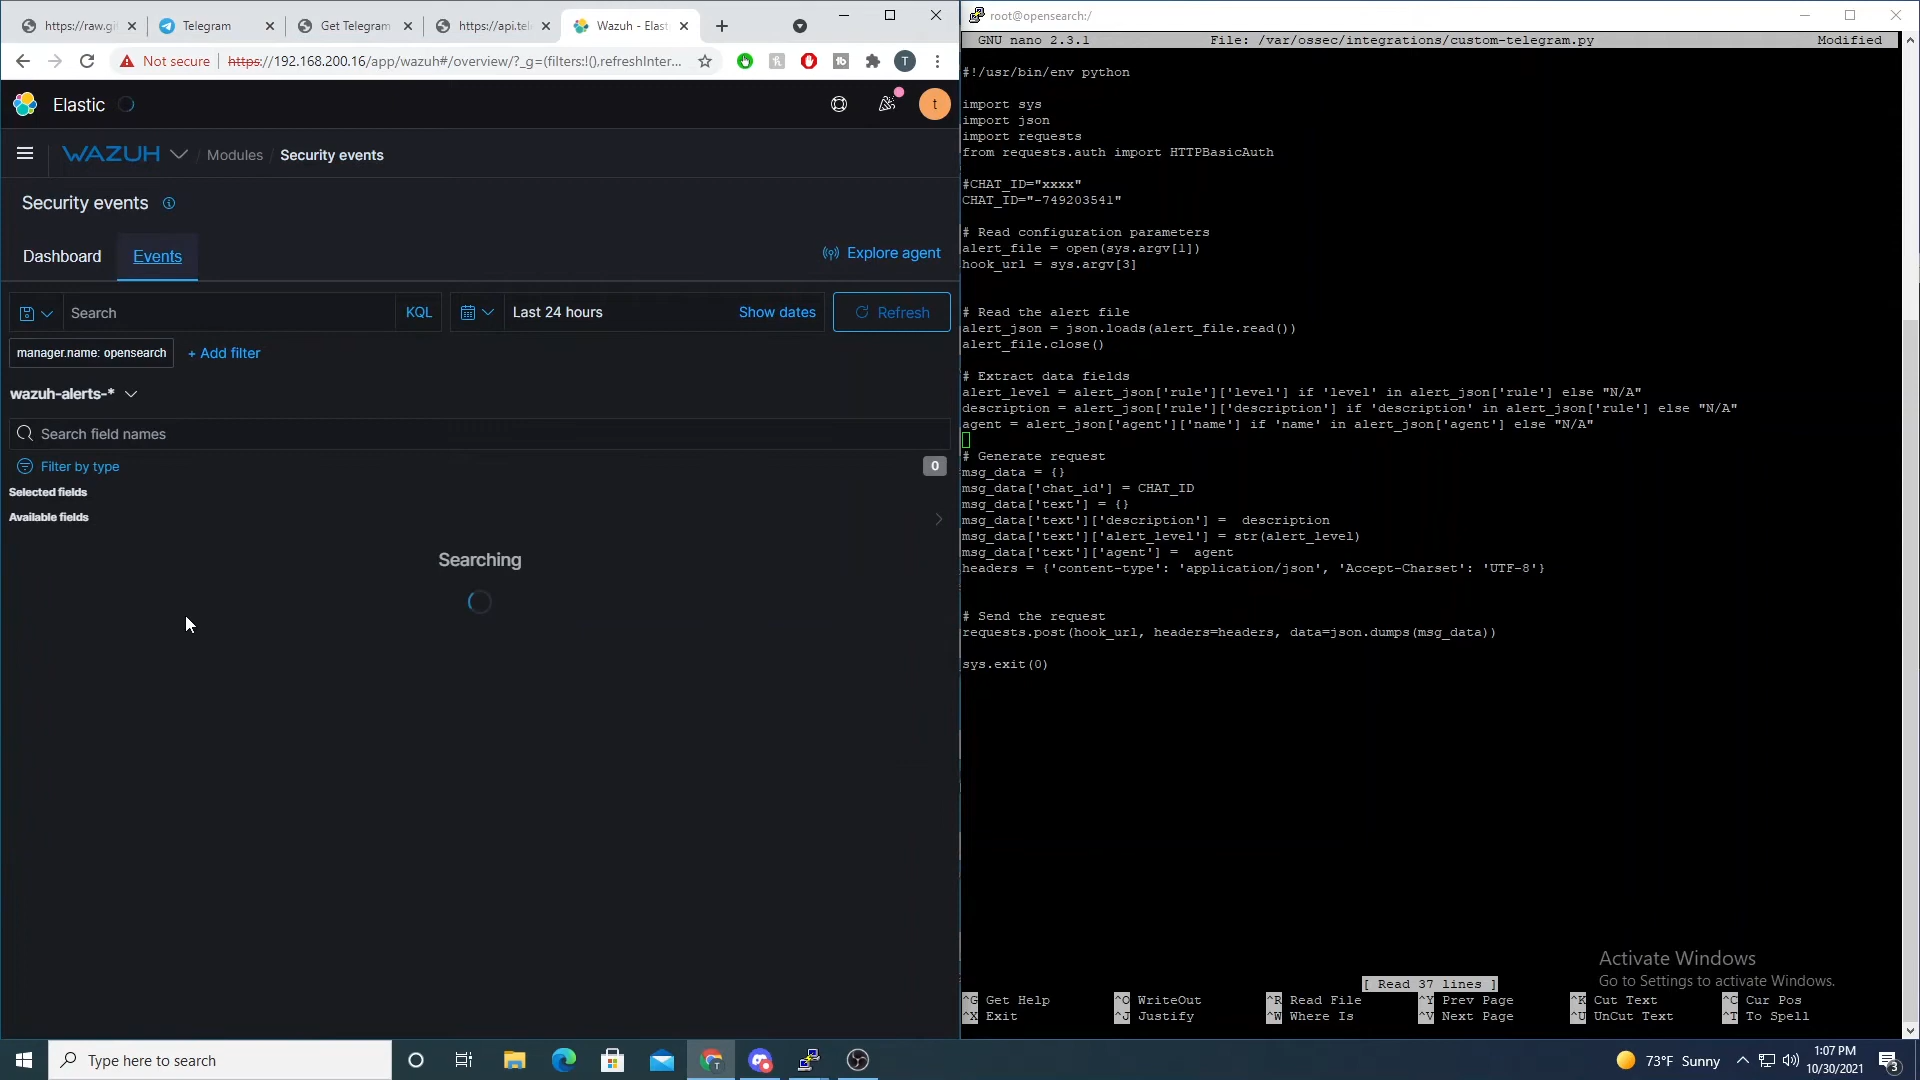 https://raw.gi
Telegram
Get Telegram
https://api.tel
Wazuh - Elast
Not secure
https://192.168.200.16/app/wazuh#/overview/?_g=(filters:!(),refreshInter...
T
Elastic
t
WAZUH
/ Modules / Security events
Security events
Dashboard
Events
Explore agent
Search
KQL
Last 24 hours
Show dates
Refresh
manager.name: opensearch
+ Add filter
wazuh-alerts-*
Search field names
Filter by type
0
Selected fields
Available fields
Searching
root@opensearch:/
GNU nano 2.3.1 File: /var/ossec/integrations/custom-telegram.py Modified
#!/usr/bin/env python
import sys
import json
import requests
from requests.auth import HTTPBasicAuth
#CHAT_ID="xxxx"
CHAT_ID="-749203541"
# Read configuration parameters
alert_file = open(sys.argv[1])
hook_url = sys.argv[3]
# Read the alert file
alert_json = json.loads(alert_file.read())
alert_file.close()
# Extract data fields
alert_level = alert_json['rule']['level'] if 'level' in alert_json['rule'] else "N/A"
description = alert_json['rule']['description'] if 'description' in alert_json['rule'] else "N/A"
agent = alert_json['agent']['name'] if 'name' in alert_json['agent'] else "N/A"
# Generate request
msg_data = {}
msg_data['chat_id'] = CHAT_ID
msg_data['text'] = {}
msg_data['text']['description'] =  description
msg_data['text']['alert_level'] = str(alert_level)
msg_data['text']['agent'] =  agent
headers = {'content-type': 'application/json', 'Accept-Charset': 'UTF-8'}
# Send the request
requests.post(hook_url, headers=headers, data=json.dumps(msg_data))
sys.exit(0)
Activate Windows
Go to Settings to activate Windows.
[ Read 37 lines ]
^G Get Help ^O WriteOut ^R Read File ^Y Prev Page ^K Cut Text ^C Cur Pos
^X Exit ^J Justify ^W Where Is ^V Next Page ^U UnCut Text ^T To Spell
Type here to search
73°F Sunny
1:07 PM
10/30/2021
3